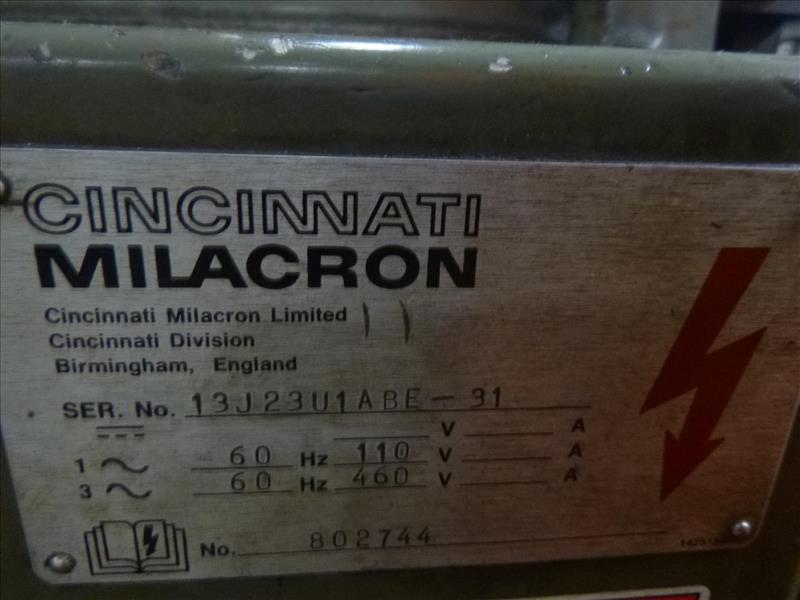 CINCINNATI
MILACRON
Cincinnati Milacron Limited
Cincinnati Division
Birmingham, England
SER. No. 13J23U1ABE-31
V A
1 60 Hz 110 V A
3 60 Hz 460 V A
No. 802744